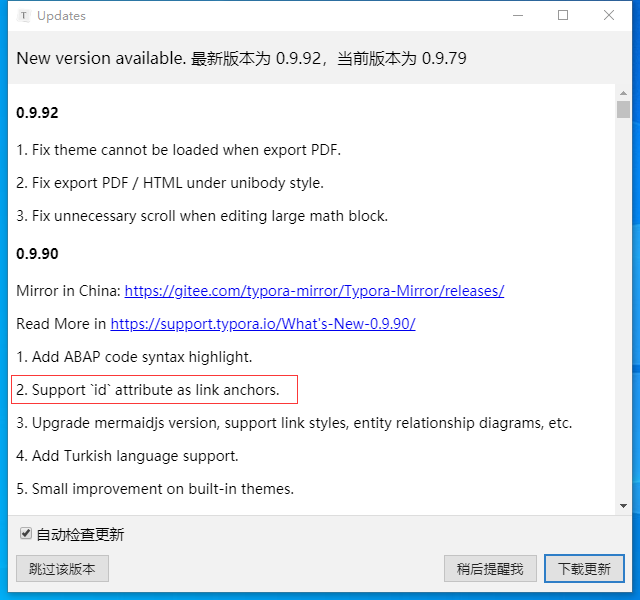 T Updates
New version available. 最新版本为 0.9.92，当前版本为 0.9.79
0.9.92
1. Fix theme cannot be loaded when export PDF.
2. Fix export PDF / HTML under unibody style.
3. Fix unnecessary scroll when editing large math block.
0.9.90
Mirror in China: https://gitee.com/typora-mirror/Typora-Mirror/releases/
Read More in https://support.typora.io/What's-New-0.9.90/
1. Add ABAP code syntax highlight.
2. Support `id` attribute as link anchors.
3. Upgrade mermaidjs version, support link styles, entity relationship diagrams, etc.
4. Add Turkish language support.
5. Small improvement on built-in themes.
自动检查更新
跳过该版本 稍后提醒我 下载更新